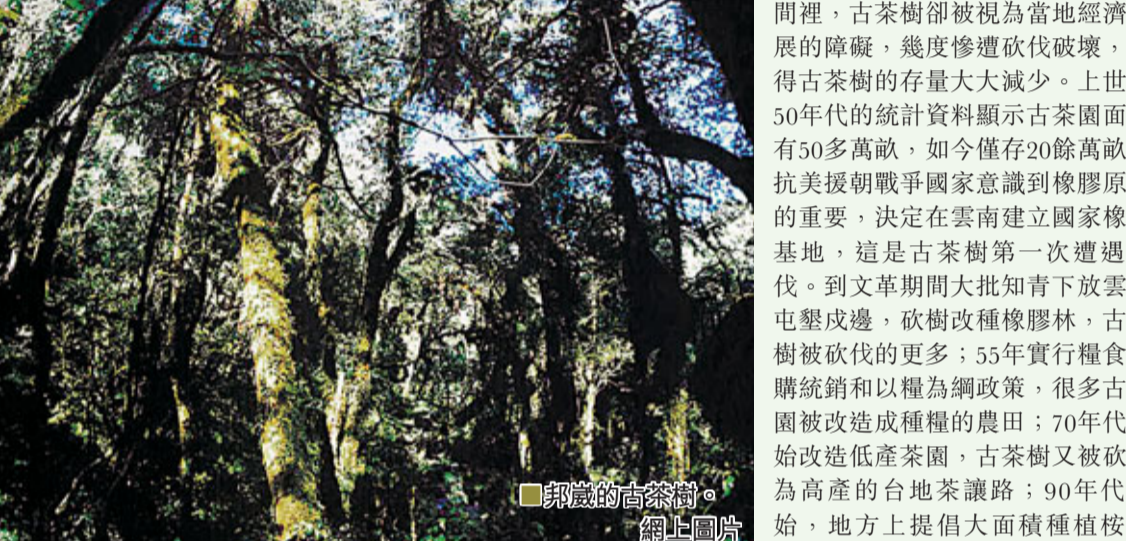 間裡，古茶樹卻被視為當地經濟
展的障礙，幾度慘遭砍伐破壞，
得古茶樹的存量大大減少。上世
50年代的統計資料顯示古茶園面
有50多萬畝，如今僅存20餘萬畝
抗美援朝戰爭國家意識到橡膠原
的重要，決定在雲南建立國家橡
基地，這是古茶樹第一次遭遇
伐。到文革期間大批知青下放雲
屯墾戍邊，砍樹改種橡膠林，古
樹被砍伐的更多；55年實行糧食
購統銷和以糧為綱政策，很多古
園被改造成種糧的農田；70年代
始改造低產茶園，古茶樹又被砍
為高產的台地茶讓路；90年代
始，地方上提倡大面積種植桉
■邦崴的古茶樹。
網上圖片